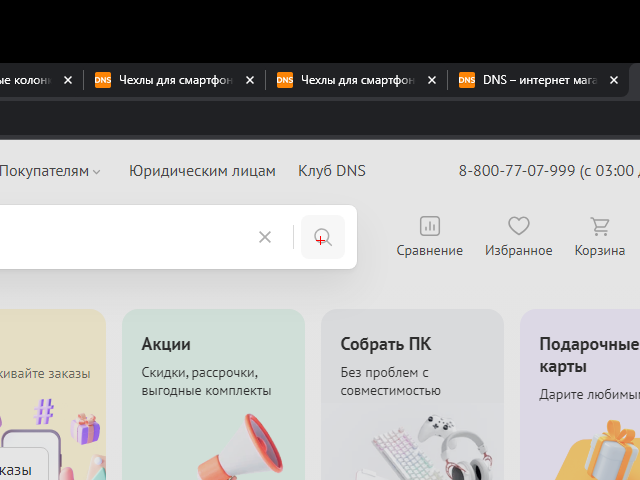 ые колон
DNS Чехлы для смартфон
DNS Чехлы для смартфон
DNS DNS – интернет мага
Покупателям
Юридическим лицам
Клуб DNS
8-800-77-07-999 (c 03:00
Сравнение
Избранное
Корзина
живайте заказы
казы
Акции
Скидки, рассрочки,
выгодные комплекты
Собрать ПК
Без проблем с
совместимостью
Подарочные
карты
Дарите любимы